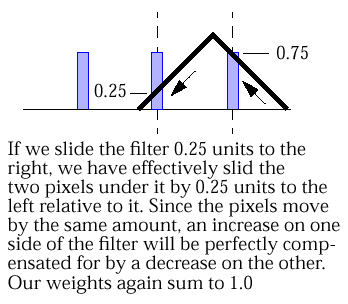 0.75
0.25
If we slide the filter 0.25 units to the
right, we have effectively slid the
two pixels under it by 0.25 units to the
left relative to it. Since the pixels move
by the same amount, an increase on one
side of the filter will be perfectly comp-
ensated for by a decrease on the other.
Our weights again sum to 1.0